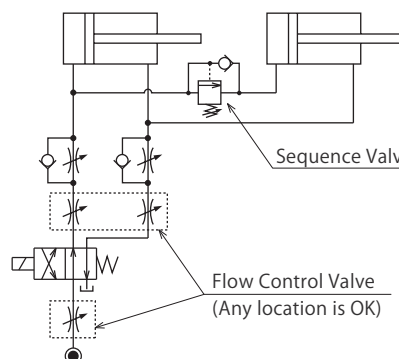 Sequence Valv
Flow Control Valve
(Any location is OK)